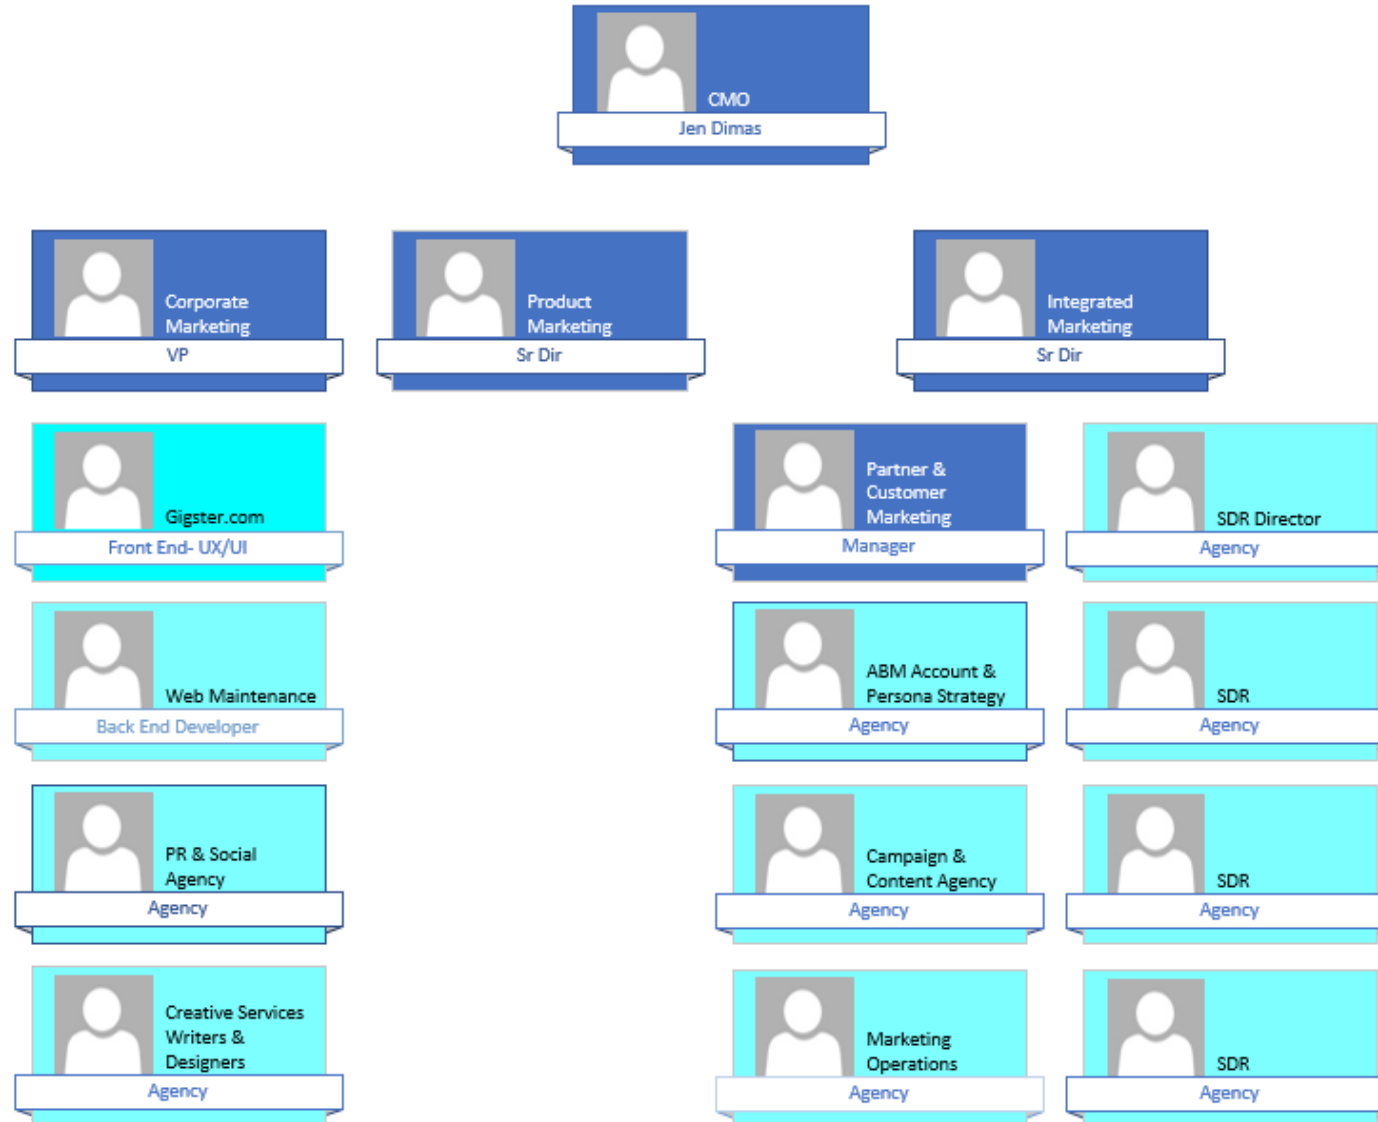 CMO
Jen Dimas
Corporate
Marketing
VP
Product
Marketing
Sr Dir
Integrated
Marketing
Sr Dir
Gigster.com
Front End- UX/UI
Partner &
Customer
Marketing
Manager
SDR Director
Agency
Web Maintenance
Back End Developer
ABM Account &
Persona Strategy
Agency
SDR
Agency
PR & Social
Agency
Agency
Campaign &
Content Agency
Agency
SDR
Agency
Creative Services
Writers &
Designers
Agency
Marketing
Operations
Agency
SDR
Agency